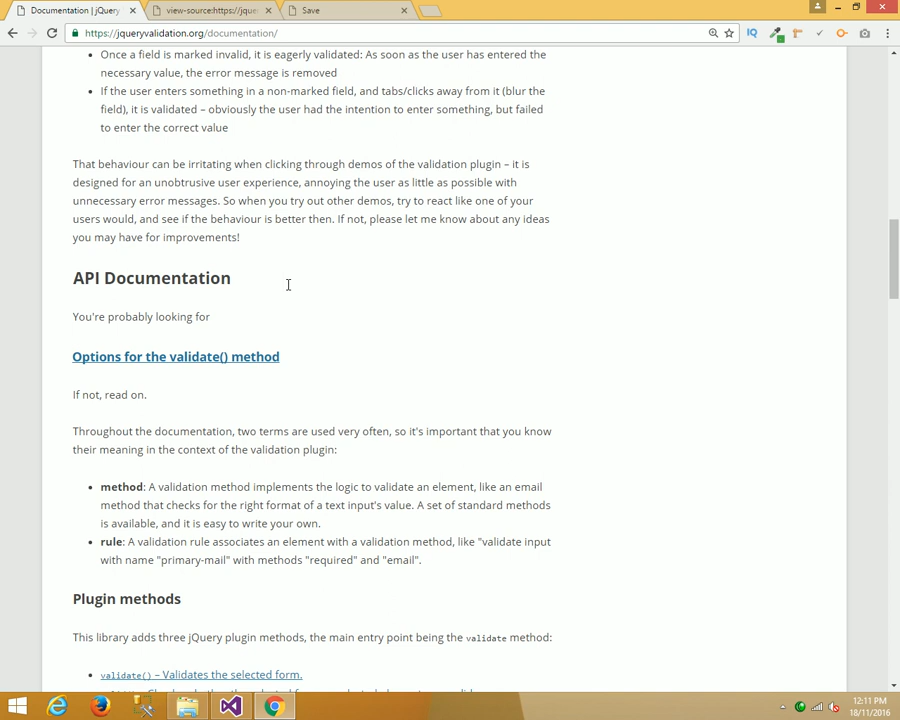 Documentation | jQuery
view-source:https://jque
Save
https://jqueryvalidation.org/documentation/
IQ
Once a field is marked invalid, it is eagerly validated: As soon as the user has entered the
necessary value, the error message is removed
If the user enters something in a non-marked field, and tabs/clicks away from it (blur the
field), it is validated – obviously the user had the intention to enter something, but failed
to enter the correct value
That behaviour can be irritating when clicking through demos of the validation plugin – it is
designed for an unobtrusive user experience, annoying the user as little as possible with
unnecessary error messages. So when you try out other demos, try to react like one of your
users would, and see if the behaviour is better then. If not, please let me know about any ideas
you may have for improvements!
API Documentation
You're probably looking for
Options for the validate() method
If not, read on.
Throughout the documentation, two terms are used very often, so it's important that you know
their meaning in the context of the validation plugin:
method: A validation method implements the logic to validate an element, like an email
method that checks for the right format of a text input's value. A set of standard methods
is available, and it is easy to write your own.
rule: A validation rule associates an element with a validation method, like "validate input
with name "primary-mail" with methods "required" and "email".
Plugin methods
This library adds three jQuery plugin methods, the main entry point being the validate method:
validate() – Validates the selected form.
12:11 PM
18/11/2016